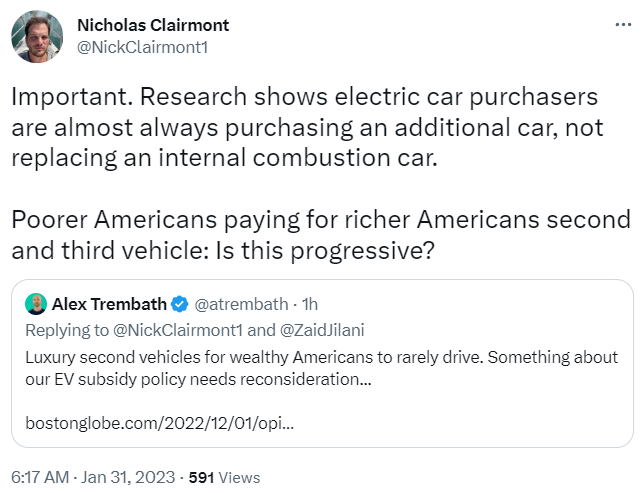 Nicholas Clairmont
@NickClairmont1
Important. Research shows electric car purchasers
are almost always purchasing an additional car, not
replacing an internal combustion car.
Poorer Americans paying for richer Americans second
and third vehicle: Is this progressive?
Alex Trembath @atrembath · 1h
Replying to @NickClairmont1 and @ZaidJilani
Luxury second vehicles for wealthy Americans to rarely drive. Something about
our EV subsidy policy needs reconsideration...
bostonglobe.com/2022/12/01/opi...
6:17 AM · Jan 31, 2023 · 591 Views